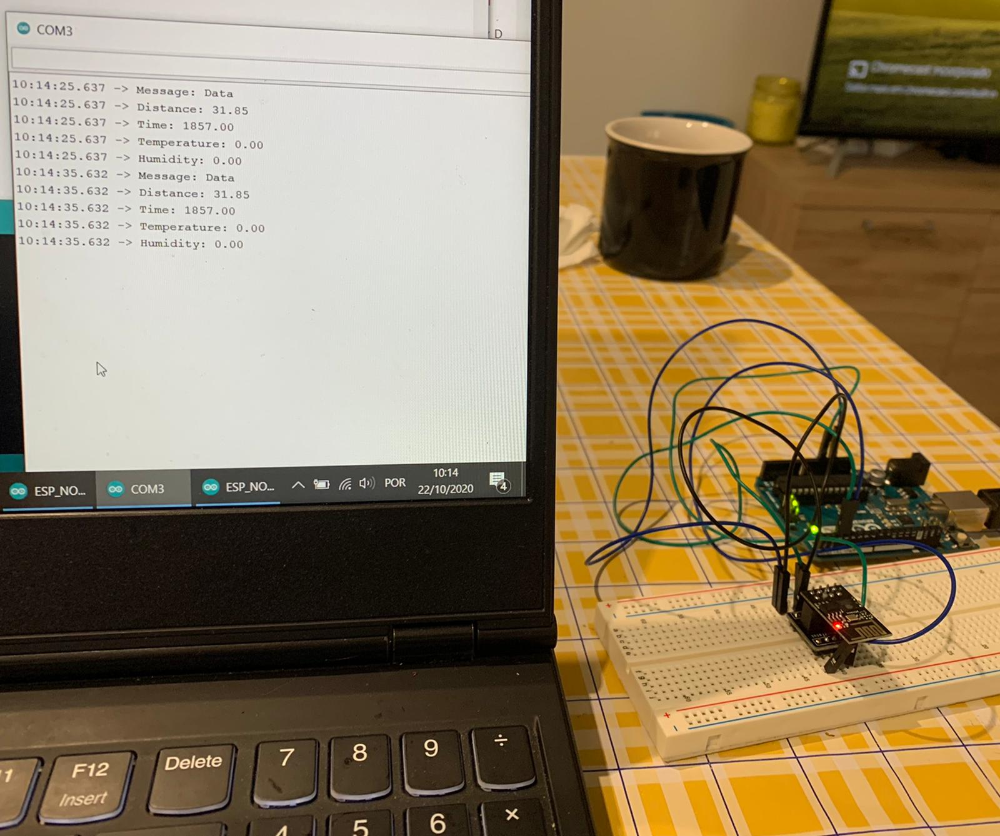 COM3
D
10:14:25.637 -> Message: Data
10:14:25.637 -> Distance: 31.85
10:14:25.637 -> Time: 1857.00
10:14:25.637 -> Temperature: 0.00
10:14:25.637 -> Humidity: 0.00
10:14:35.632 -> Message: Data
10:14:35.632 -> Distance: 31.85
10:14:35.632 -> Time: 1857.00
10:14:35.632 -> Temperature: 0.00
10:14:35.632 -> Humidity: 0.00
ESP_NO...
COM3
ESP_NO...
POR
10:14
22/10/2020
4
F12
Insert
Delete
7
8
9
÷
4
5
6
×
Chromecast incorporado